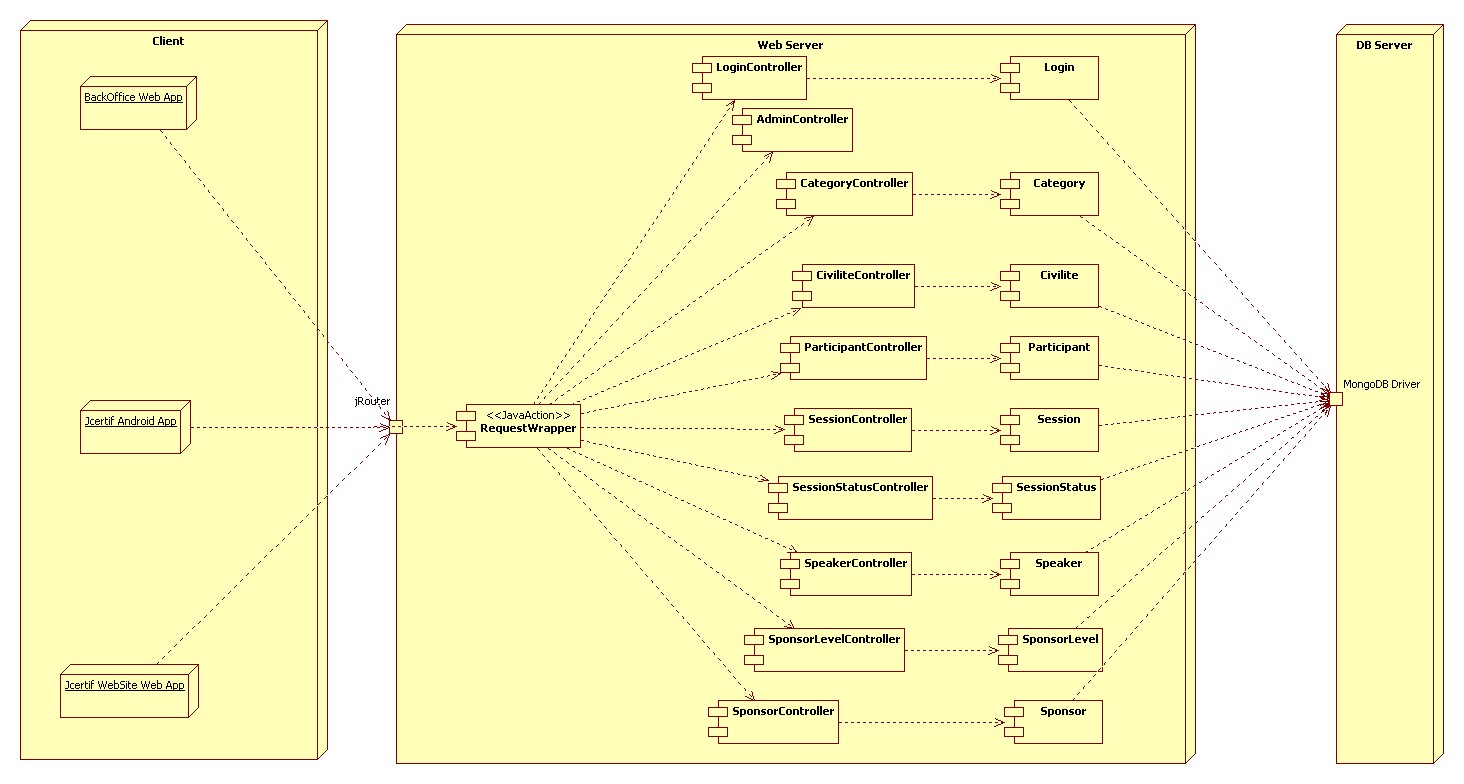 Client
BackOffice Web App
Jcertif Android App
Jcertif WebSite Web App
jRouter
Web Server
<<JavaAction>>
RequestWrapper
LoginController
Login
AdminController
CategoryController
Category
CiviliteController
Civilite
ParticipantController
Participant
SessionController
Session
SessionStatusController
SessionStatus
SpeakerController
Speaker
SponsorLevelController
SponsorLevel
SponsorController
Sponsor
DB Server
MongoDB Driver